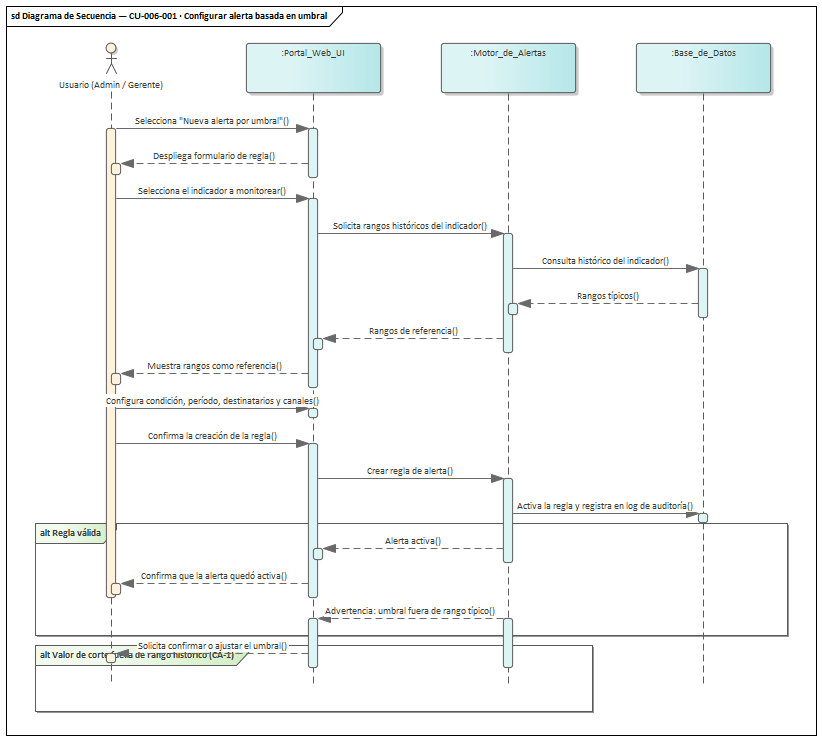 sd Diagrama de Secuencia — CU-006-001 · Configurar alerta basada en umbral
:Portal_Web_UI
:Motor_de_Alertas
:Base_de_Datos
Usuario (Admin / Gerente)
Selecciona "Nueva alerta por umbral"()
Despliega formulario de regla()
Selecciona el indicador a monitorear()
Solicita rangos históricos del indicador()
Consulta histórico del indicador()
Rangos típicos()
Rangos de referencia()
Muestra rangos como referencia()
Configura condición, período, destinatarios y canales()
Confirma la creación de la regla()
Crear regla de alerta()
Activa la regla y registra en log de auditoría()
alt Regla válida
Alerta activa()
Confirma que la alerta quedó activa()
Advertencia: umbral fuera de rango típico()
Solicita confirmar o ajustar el umbral()
alt Valor de corte fuera de rango histórico (CA-1)